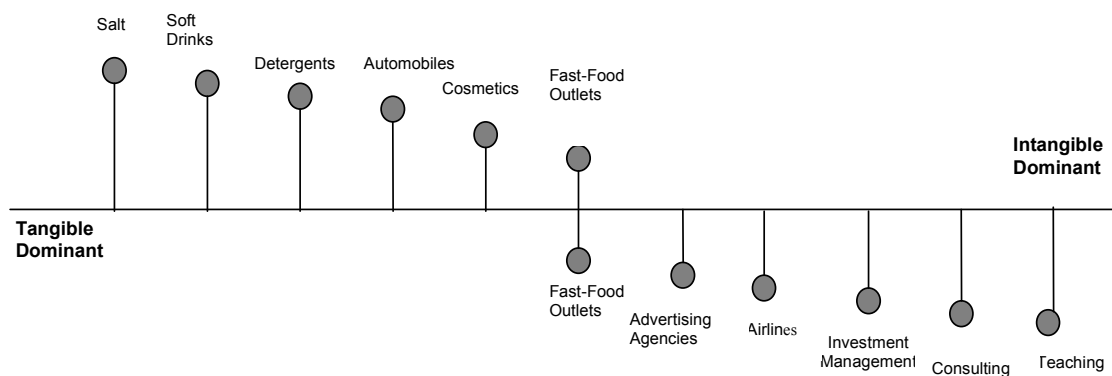 Salt
Soft
Drinks
Detergents
Automobiles
Cosmetics
Fast-Food
Outlets
Intangible
Dominant
Tangible
Dominant
Fast-Food
Outlets
Advertising
Agencies
Airlines
Investment
Management
Consulting
Teaching